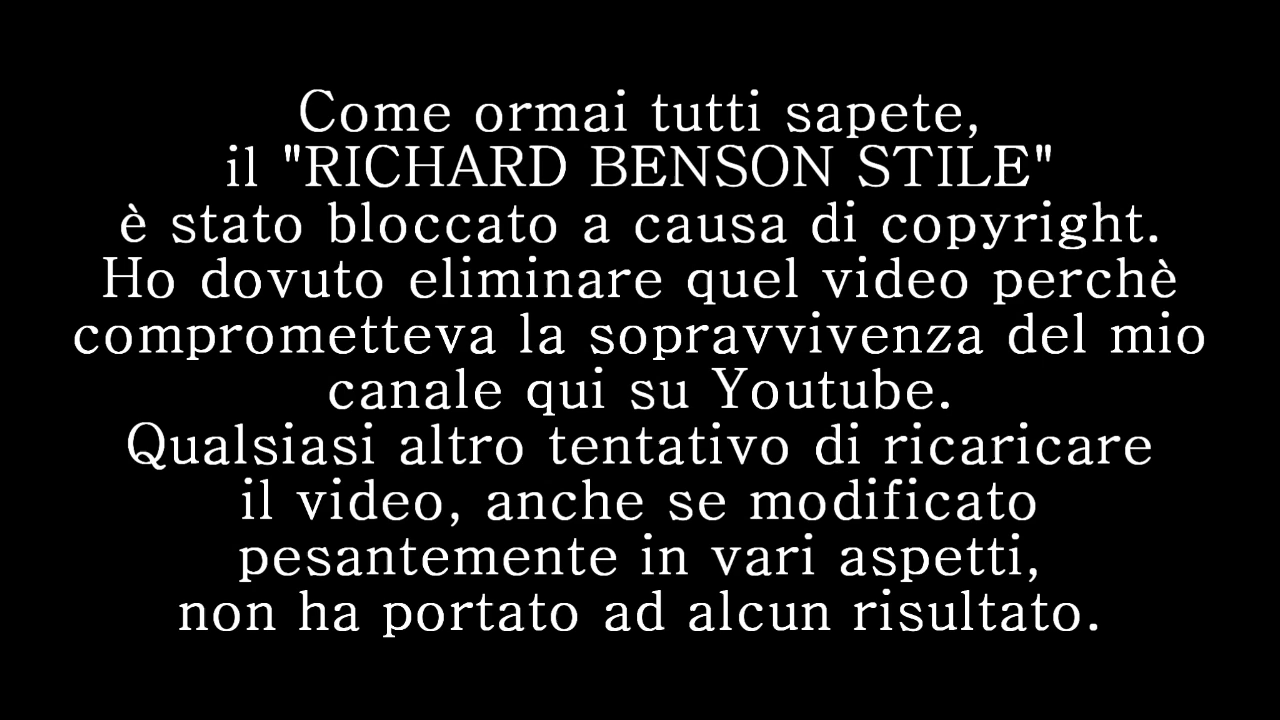 Come ormai tutti sapete,
il "RICHARD BENSON STILE"
è stato bloccato a causa di copyright.
Ho dovuto eliminare quel video perchè
comprometteva la sopravvivenza del mio
canale qui su Youtube.
Qualsiasi altro tentativo di ricaricare
il video, anche se modificato
pesantemente in vari aspetti,
non ha portato ad alcun risultato.